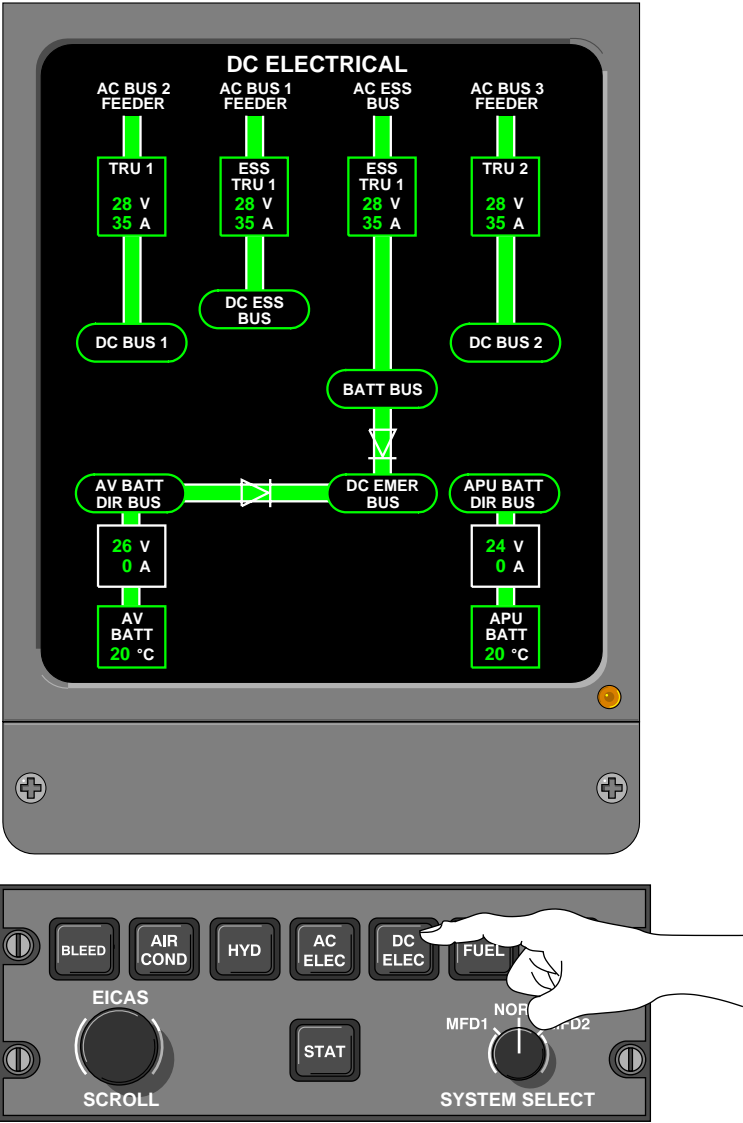 DC ELECTRICAL
AC BUS 2
FEEDER
AC BUS 1
FEEDER
AC ESS
BUS
AC BUS 3
FEEDER
TRU 1
28 V
35 A
ESS
TRU 1
28 V
35 A
ESS
TRU 1
28 V
35 A
TRU 2
28 V
35 A
DC ESS
BUS
DC BUS 1
DC BUS 2
BATT BUS
AV BATT
DIR BUS
DC EMER
BUS
APU BATT
DIR BUS
26 V
0 A
24 V
0 A
AV
BATT
20 °C
APU
BATT
20 °C
BLEED
AIR
COND
HYD
AC
ELEC
DC
ELEC
FUEL
EICAS
SCROLL
STAT
MFD1
SYSTEM SELECT